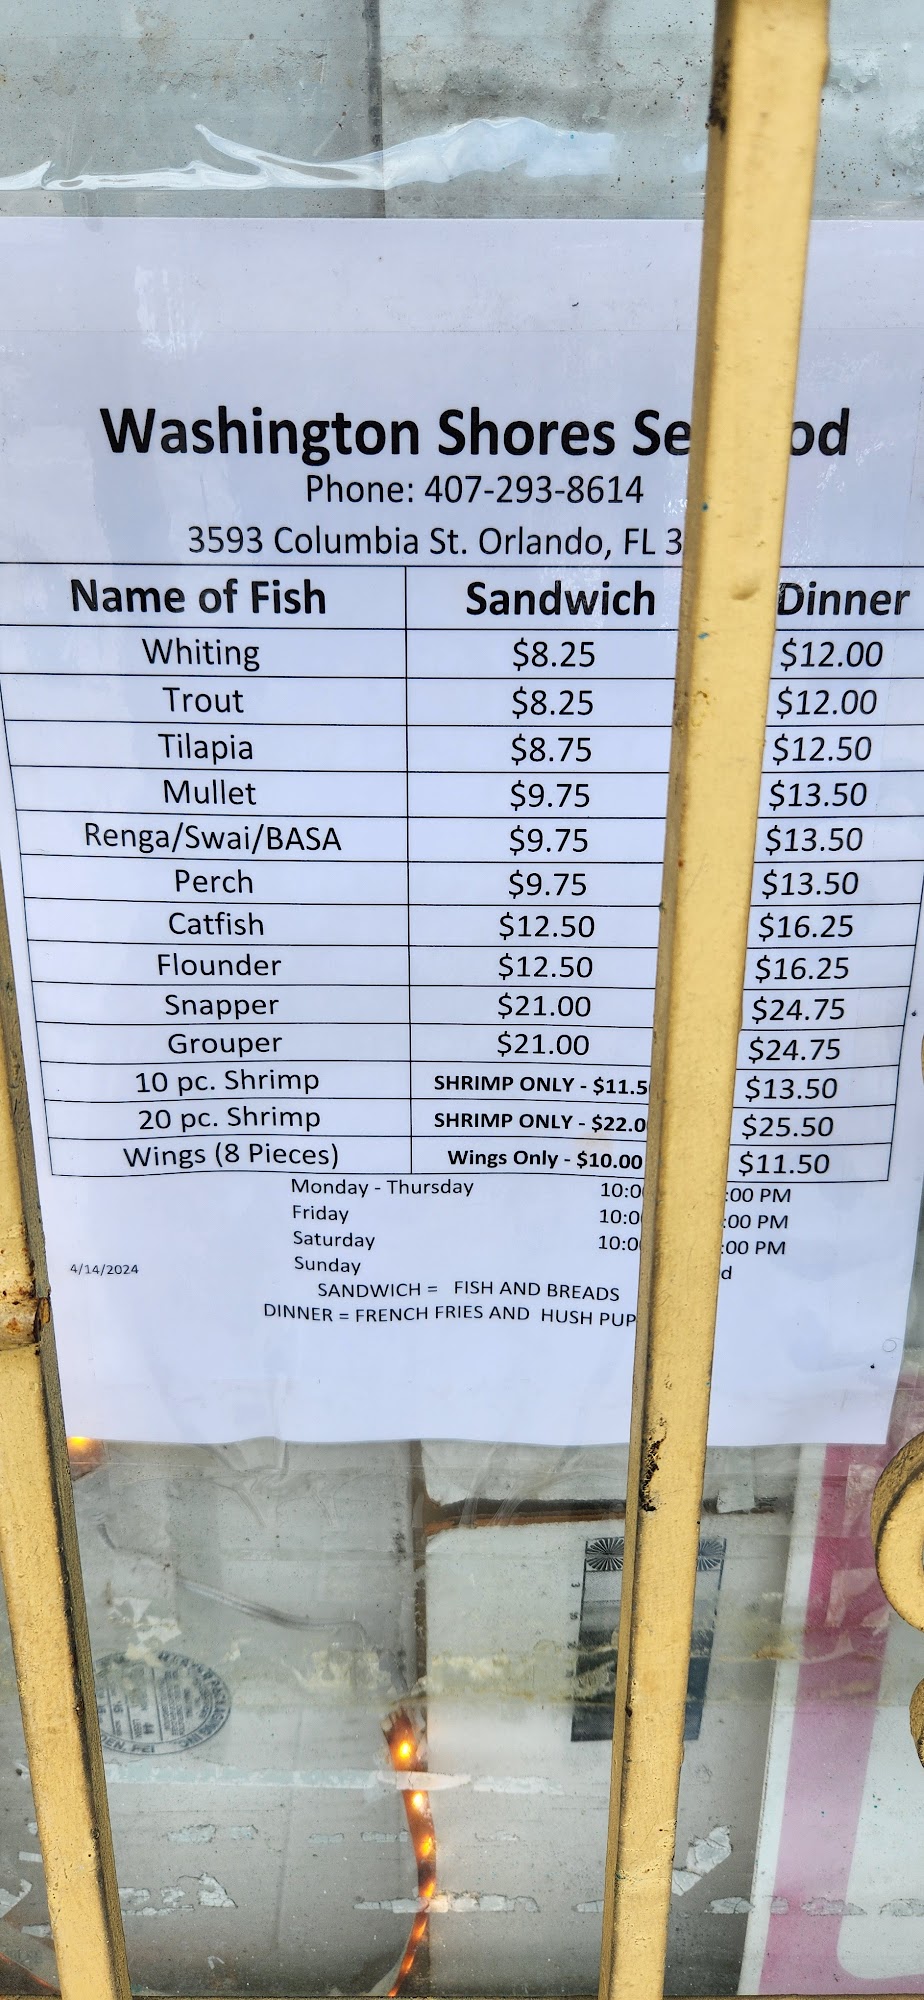 Washington Shores Se od
Phone: 407-293-8614
3593 Columbia St. Orlando, FL 3
Name of Fish Sandwich Dinner
Whiting $8.25 $12.00
Trout $8.25 $12.00
Tilapia $8.75 $12.50
Mullet $9.75 $13.50
Renga/Swai/BASA $9.75 $13.50
Perch $9.75 $13.50
Catfish $12.50 $16.25
Flounder $12.50 $16.25
Snapper $21.00 $24.75
Grouper $21.00 $24.75
10 pc. Shrimp SHRIMP ONLY - $11.5 $13.50
20 pc. Shrimp SHRIMP ONLY - $22.0 $25.50
Wings (8 Pieces) Wings Only - $10.00 $11.50
Monday - Thursday 10:0 :00 PM
Friday 10:0 :00 PM
Saturday 10:0 :00 PM
4/14/2024 Sunday d
SANDWICH = FISH AND BREADS
DINNER = FRENCH FRIES AND HUSH PUP